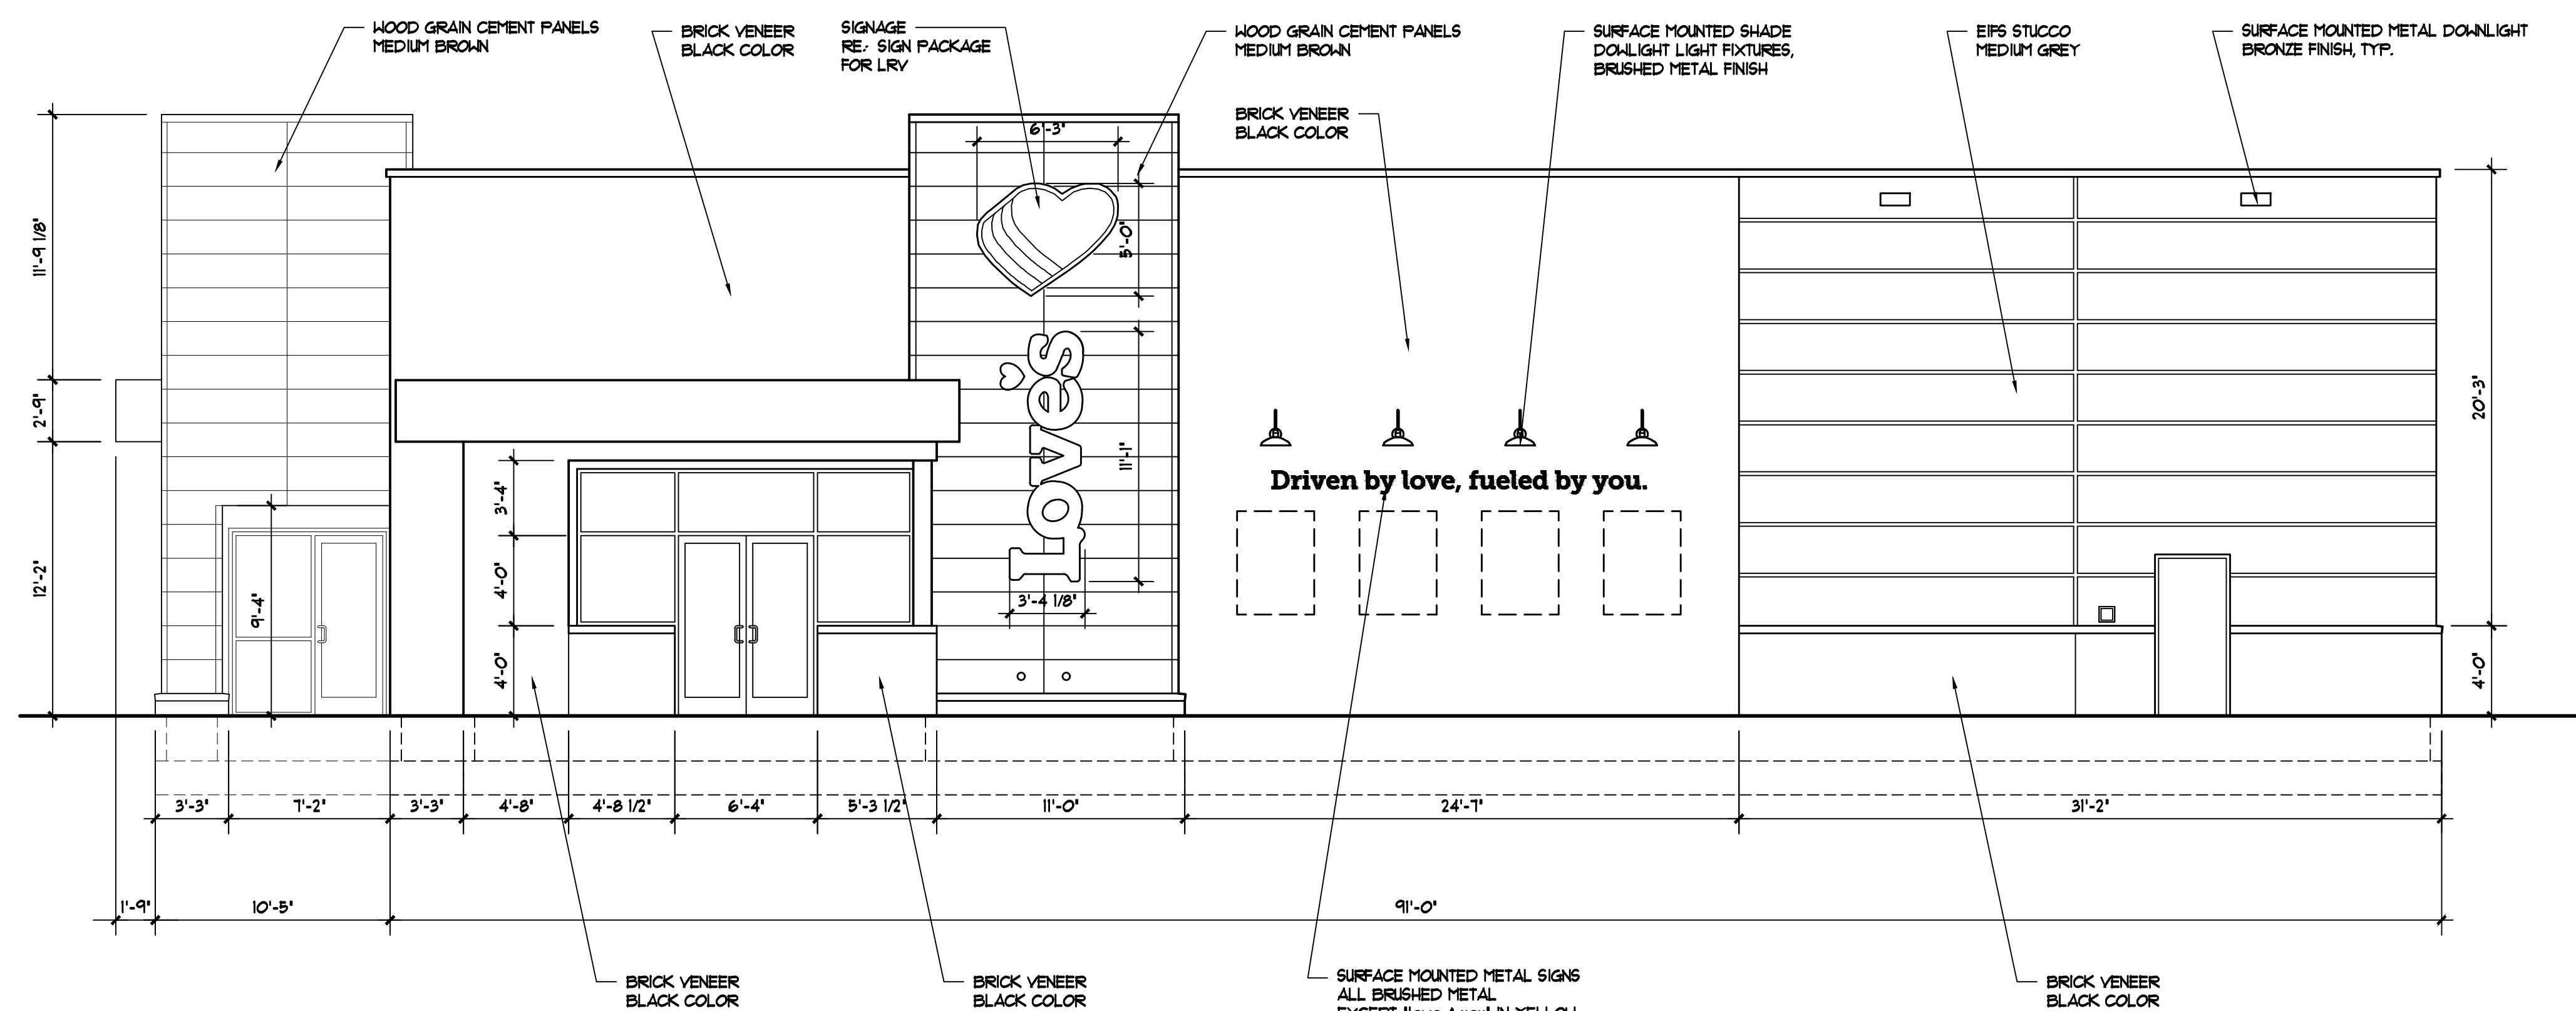 WOOD GRAIN CEMENT PANELS
MEDIUM BROWN
BRICK VENEER
BLACK COLOR
SIGNAGE
RE: SIGN PACKAGE
FOR LRV
WOOD GRAIN CEMENT PANELS
MEDIUM BROWN
BRICK VENEER
BLACK COLOR
SURFACE MOUNTED SHADE
DOWLIGHT LIGHT FIXTURES,
BRUSHED METAL FINISH
EIFS STUCCO
MEDIUM GREY
SURFACE MOUNTED METAL DOWNLIGHT
BRONZE FINISH, TYP.
11'-9 1/8"
2'-9"
12'-2"
9'-4"
3'-4"
4'-0"
4'-0"
6'-3"
5'-0"
Love's
11'-1"
3'-4 1/8"
Driven by love, fueled by you.
20'-3"
4'-0"
3'-3"
7'-2"
3'-3"
4'-8"
4'-8 1/2"
6'-4"
5'-3 1/2"
11'-0"
24'-7"
31'-2"
1'-9"
10'-5"
91'-0"
BRICK VENEER
BLACK COLOR
BRICK VENEER
BLACK COLOR
SURFACE MOUNTED METAL SIGNS
ALL BRUSHED METAL
BRICK VENEER
BLACK COLOR